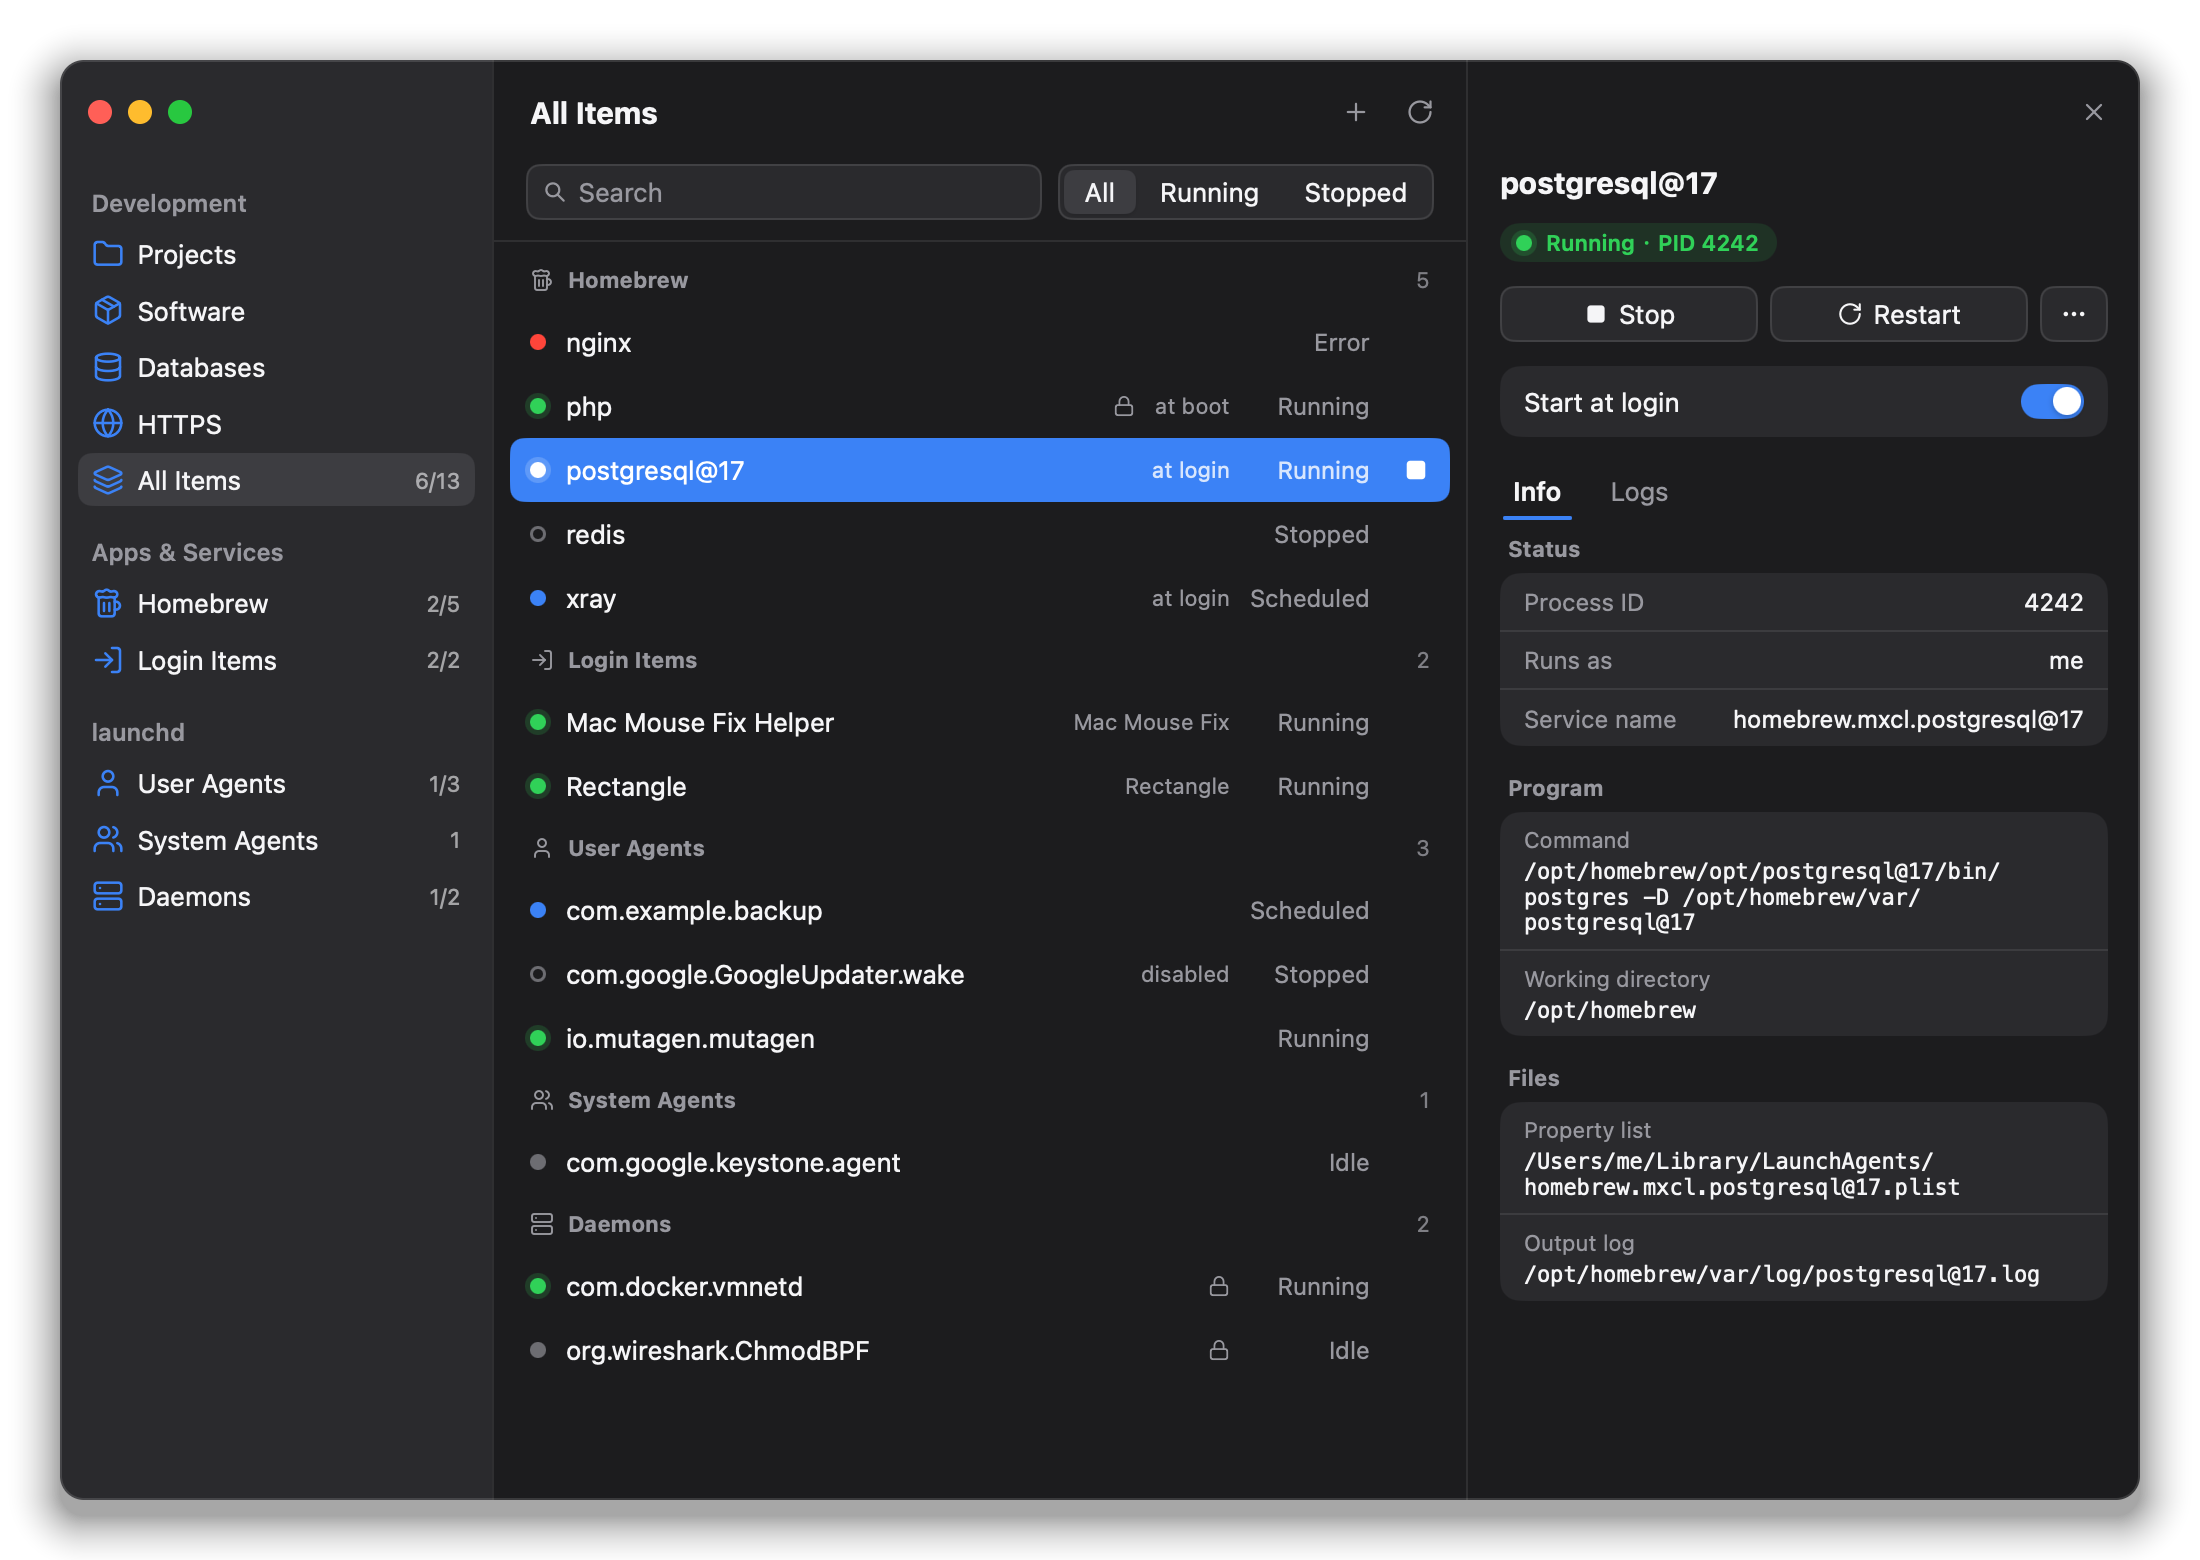 Development
Projects
Software
Databases
HTTPS
All Items 6/13
Apps & Services
Homebrew 2/5
Login Items 2/2
launchd
User Agents 1/3
System Agents 1
Daemons 1/2
All Items
Search
All Running Stopped
Homebrew 5
nginx Error
php at boot Running
postgresql@17 at login Running
redis Stopped
xray at login Scheduled
Login Items 2
Mac Mouse Fix Helper Mac Mouse Fix Running
Rectangle Rectangle Running
User Agents 3
com.example.backup Scheduled
com.google.GoogleUpdater.wake disabled Stopped
io.mutagen.mutagen Running
System Agents 1
com.google.keystone.agent Idle
Daemons 2
com.docker.vmnetd Running
org.wireshark.ChmodBPF Idle
postgresql@17
Running · PID 4242
Stop Restart
Start at login
Info Logs
Status
Process ID 4242
Runs as me
Service name homebrew.mxcl.postgresql@17
Program
Command
/opt/homebrew/opt/postgresql@17/bin/
postgres -D /opt/homebrew/var/
postgresql@17
Working directory
/opt/homebrew
Files
Property list
/Users/me/Library/LaunchAgents/
homebrew.mxcl.postgresql@17.plist
Output log
/opt/homebrew/var/log/postgresql@17.log